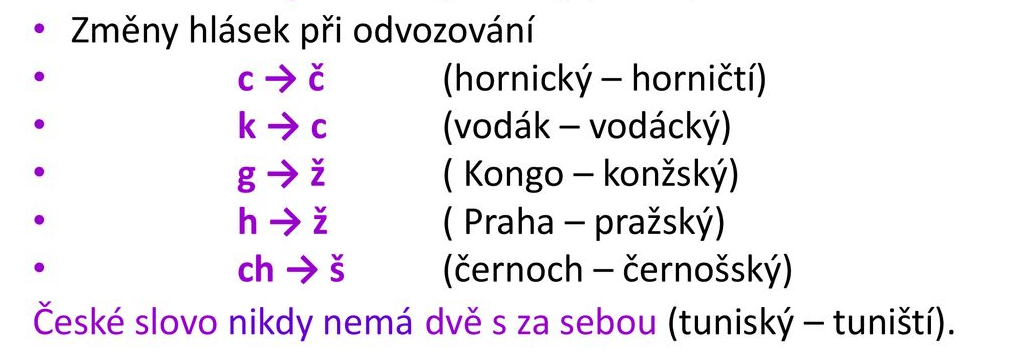 • Změny hlásek při odvozování
• c → č (hornický – horničtí)
• k → c (vodák – vodácký)
• g → ž ( Kongo – konžský)
• h → ž ( Praha – pražský)
• ch → š (černoch – černošský)
České slovo nikdy nemá dvě s za sebou (tuniský – tuniští).